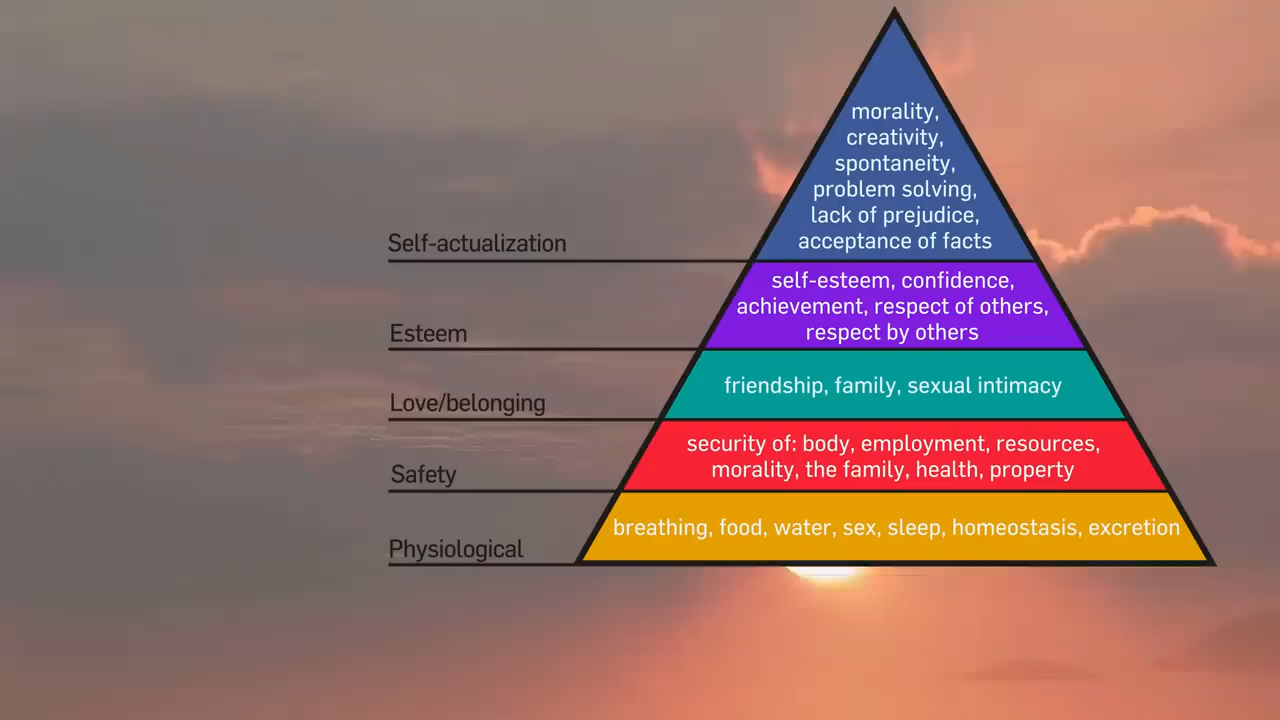 morality,
creativity,
spontaneity,
problem solving,
lack of prejudice,
acceptance of facts
Self-actualization
self-esteem, confidence,
achievement, respect of others,
respect by others
Esteem
friendship, family, sexual intimacy
Love/belonging
security of: body, employment, resources,
morality, the family, health, property
Safety
breathing, food, water, sex, sleep, homeostasis, excretion
Physiological